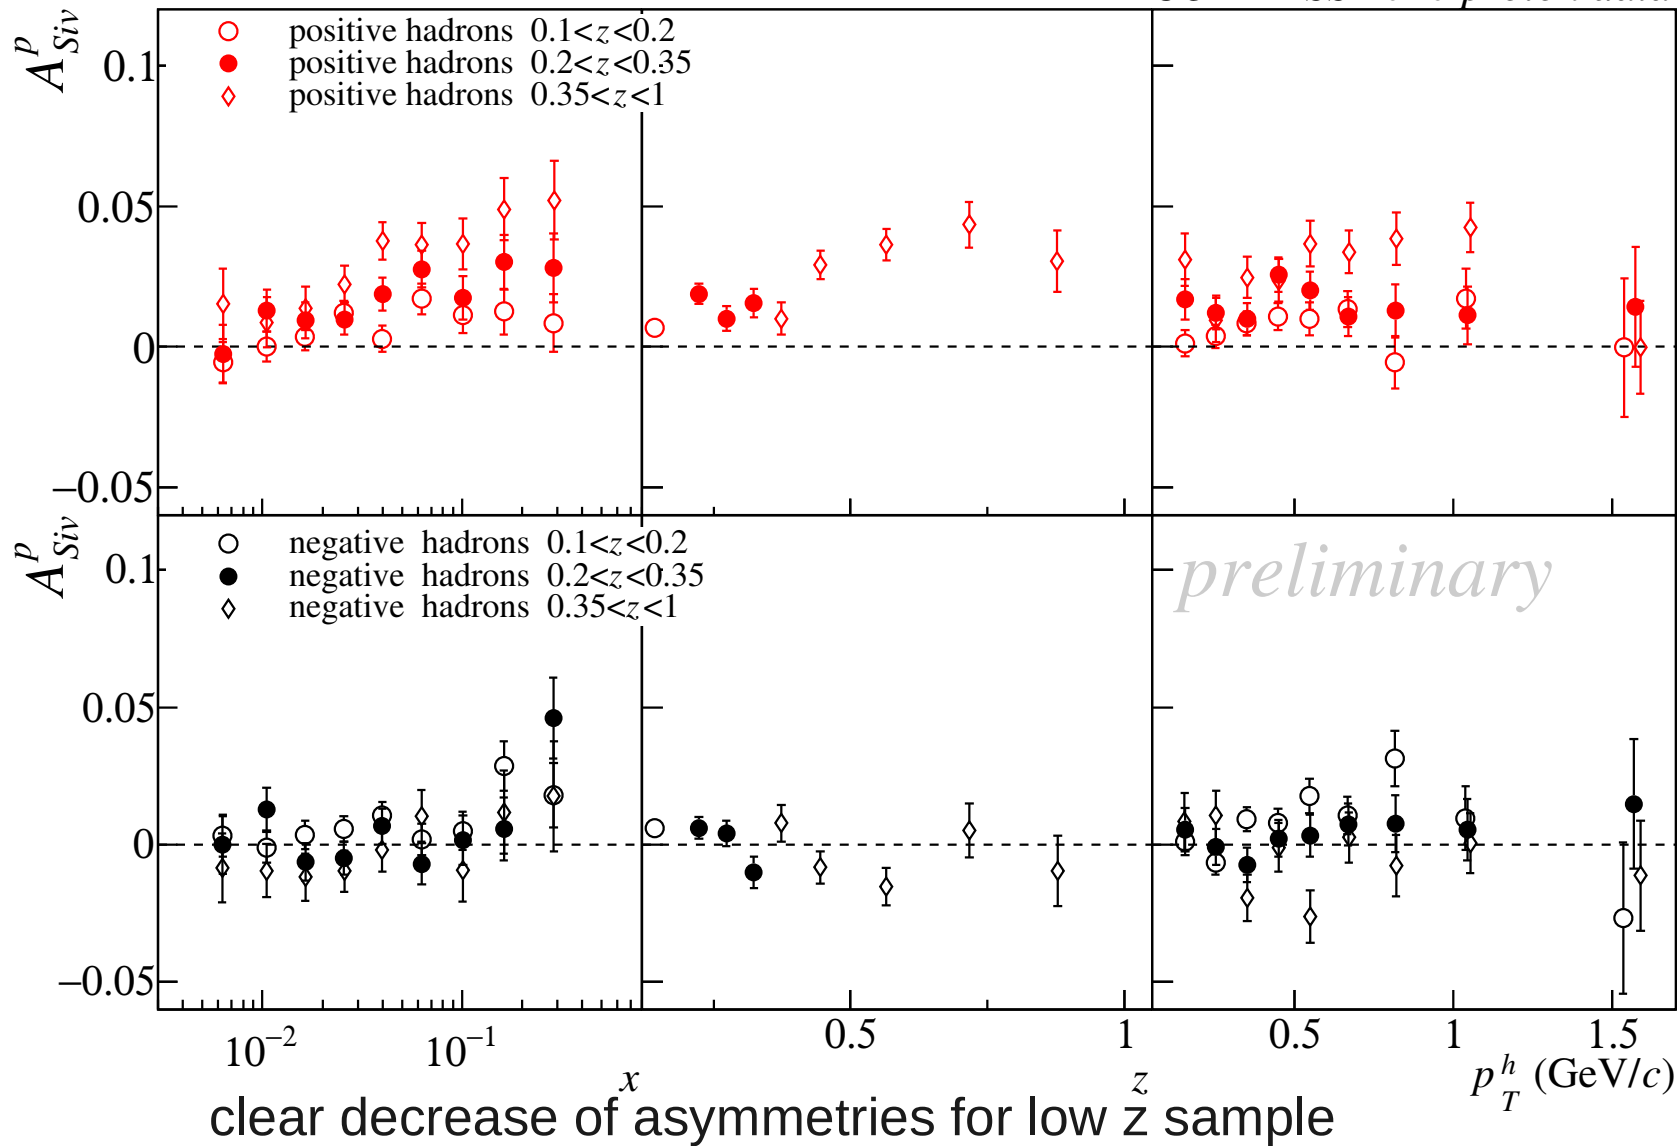 A^p_Siv
positive hadrons 0.1<z<0.2
positive hadrons 0.2<z<0.35
positive hadrons 0.35<z<1
0.1
0.05
0
−0.05
A^p_Siv
negative hadrons 0.1<z<0.2
negative hadrons 0.2<z<0.35
negative hadrons 0.35<z<1
preliminary
0.1
0.05
0
−0.05
10^−2 10^−1 0.5 1 0.5 1 1.5
x z p_T^h (GeV/c)
clear decrease of asymmetries for low z sample